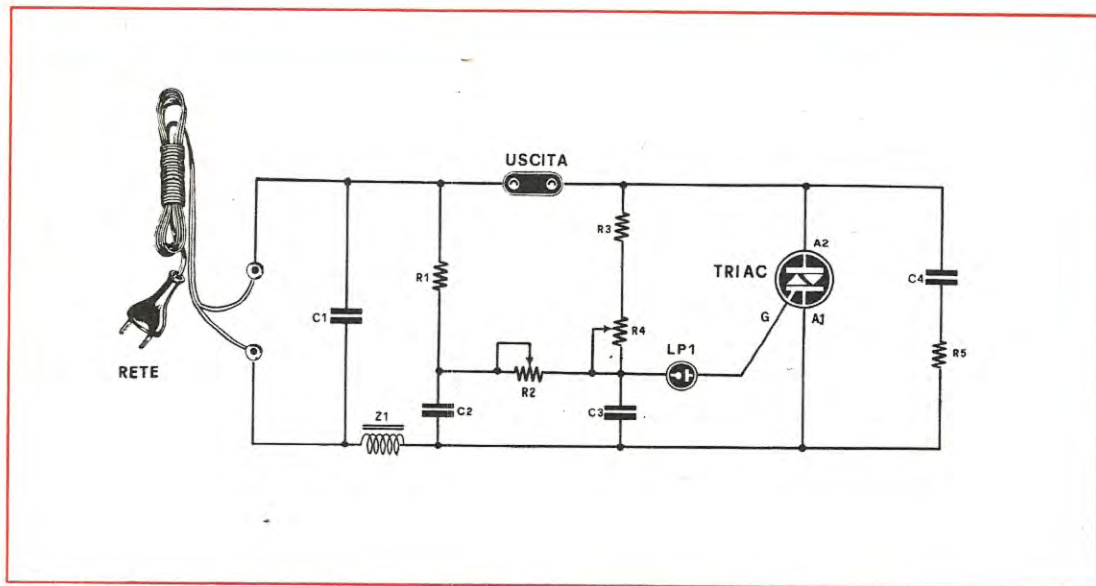 USCITA
R3
A2
R1
TRIAC
C4
C1
G
A1
R4
LP1
R5
RETE
R2
C2
C3
Z1